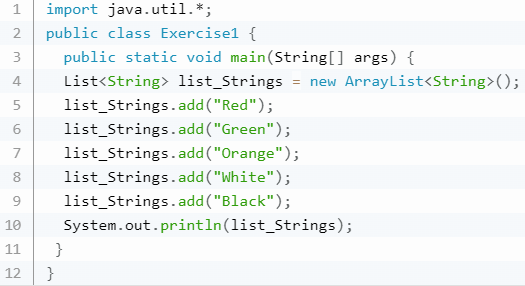 1 import java.util.*;
2 public class Exercise1 {
3 public static void main(String[] args) {
4 List<String> list_Strings = new ArrayList<String>();
5 list_Strings.add("Red");
6 list_Strings.add("Green");
7 list_Strings.add("Orange");
8 list_Strings.add("White");
9 list_Strings.add("Black");
10 System.out.println(list_Strings);
11 }
12 }